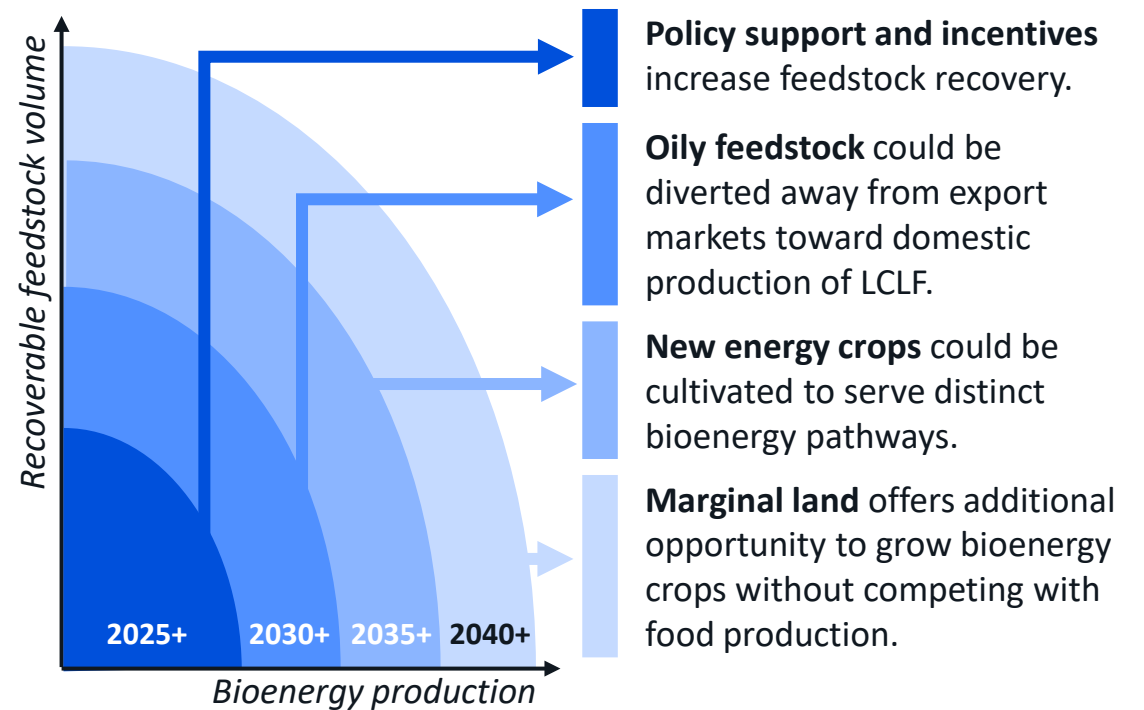 Recoverable feedstock volume
2025+
2030+
2035+
2040+
Bioenergy production
Policy support and incentives
increase feedstock recovery.
Oily feedstock could be
diverted away from export
markets toward domestic
production of LCLF.
New energy crops could be
cultivated to serve distinct
bioenergy pathways.
Marginal land offers additional
opportunity to grow bioenergy
crops without competing with
food production.